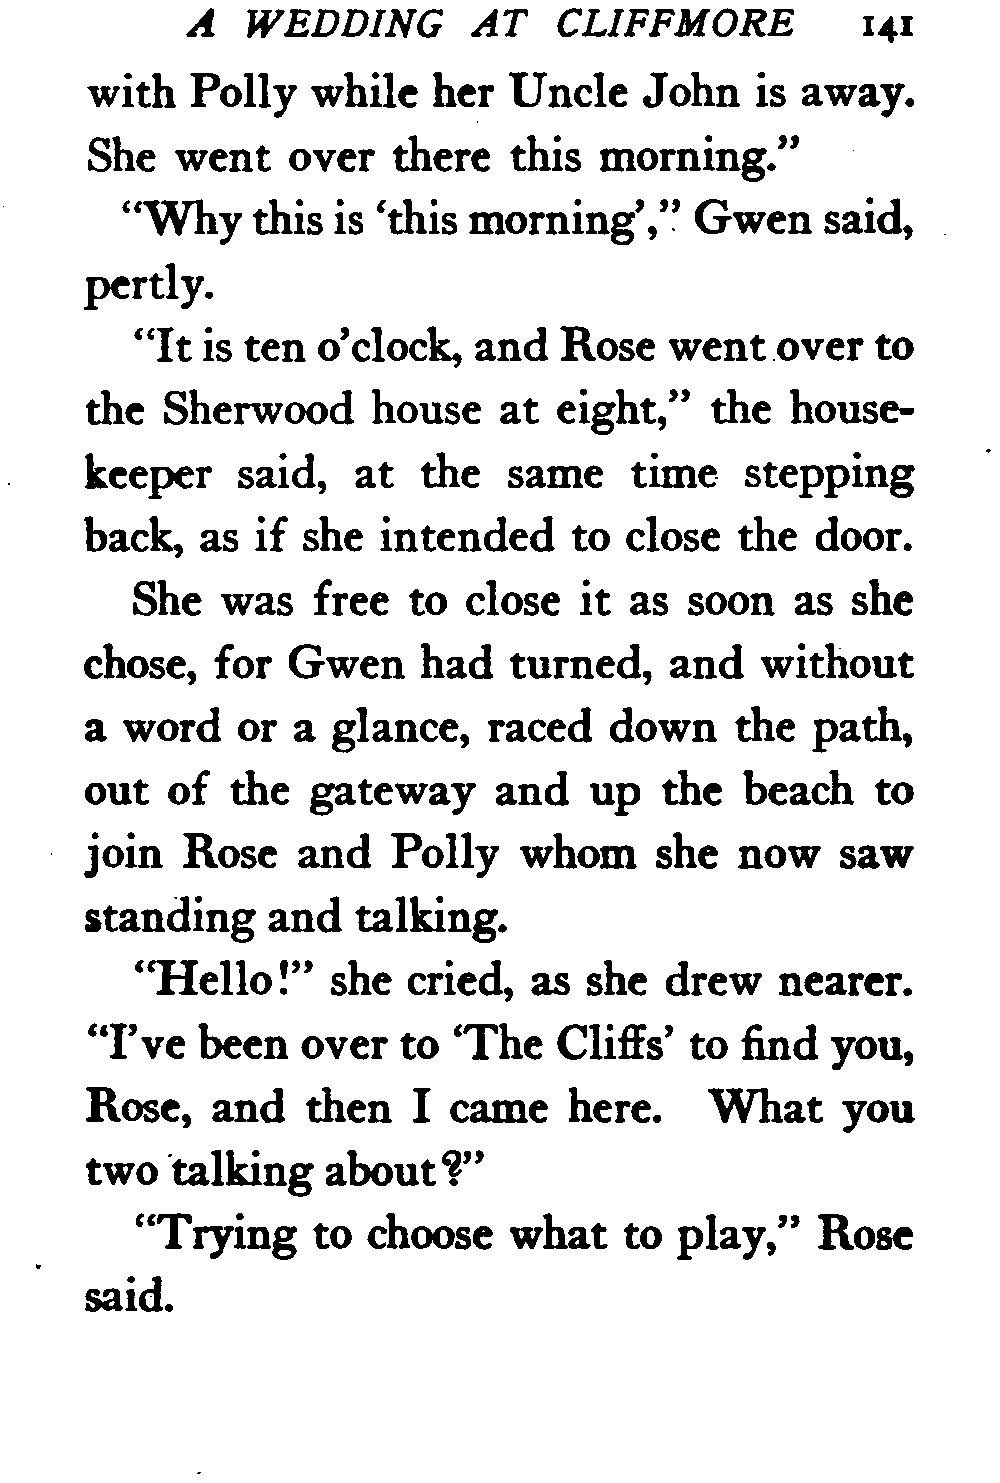 A WEDDING AT CLIFFMORE 141
with Polly while her Uncle John is away.
She went over there this morning."
"Why this is 'this morning'," Gwen said,
pertly.
"It is ten o'clock, and Rose went over to
the Sherwood house at eight," the house-
keeper said, at the same time stepping
back, as if she intended to close the door.
She was free to close it as soon as she
chose, for Gwen had turned, and without
a word or a glance, raced down the path,
out of the gateway and up the beach to
join Rose and Polly whom she now saw
standing and talking.
"Hello!" she cried, as she drew nearer.
"I've been over to 'The Cliffs' to find you,
Rose, and then I came here. What you
two talking about?"
"Trying to choose what to play," Rose
said.